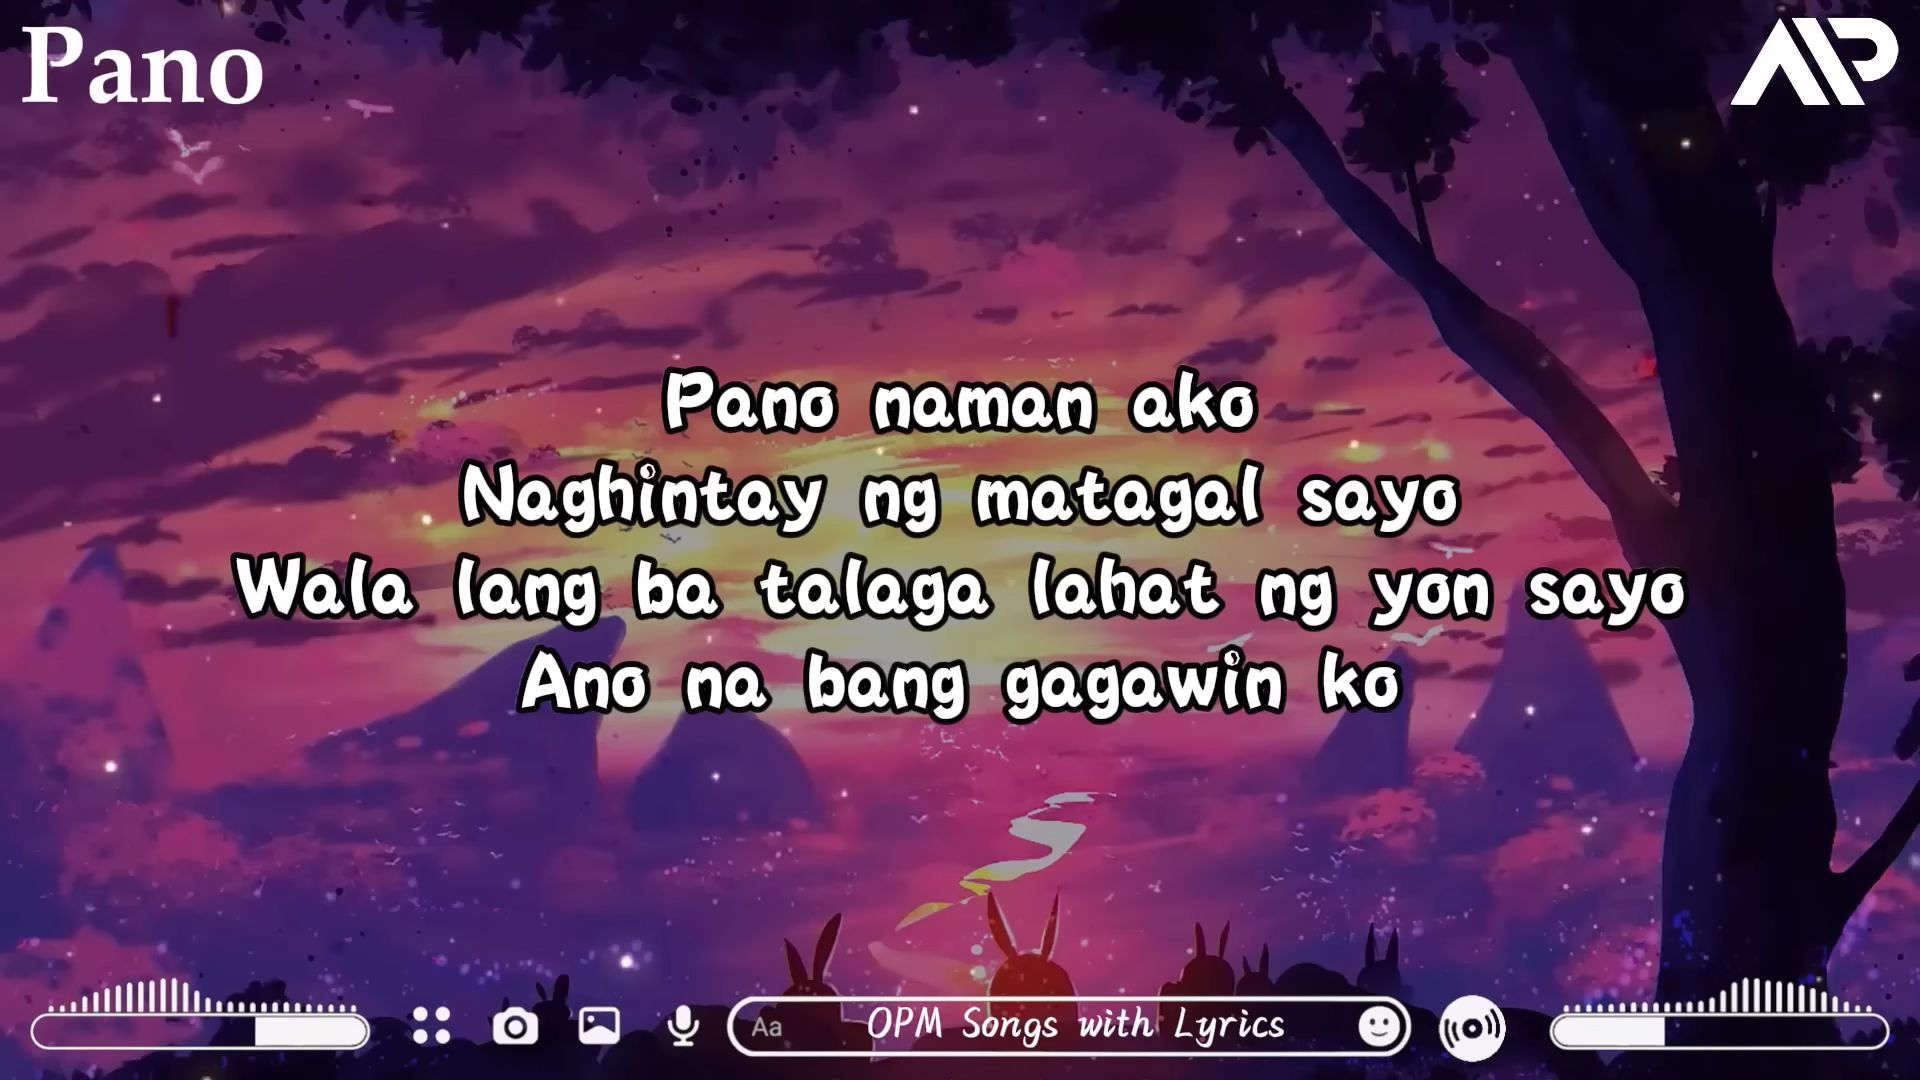 Pano
AP
Pano naman ako
Naghintay ng matagal sayo
Wala lang ba talaga lahat ng yon sayo
Ano na bang gagawin ko
Aa OPM Songs with Lyrics